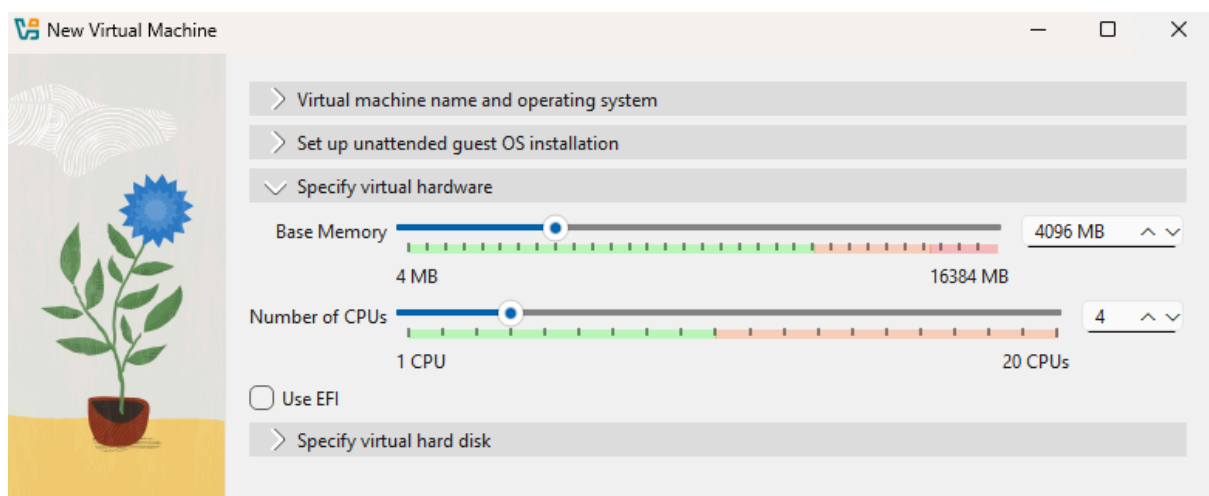 New Virtual Machine
Virtual machine name and operating system
Set up unattended guest OS installation
Specify virtual hardware
Base Memory 4096 MB
4 MB 16384 MB
Number of CPUs 4
1 CPU 20 CPUs
Use EFI
Specify virtual hard disk